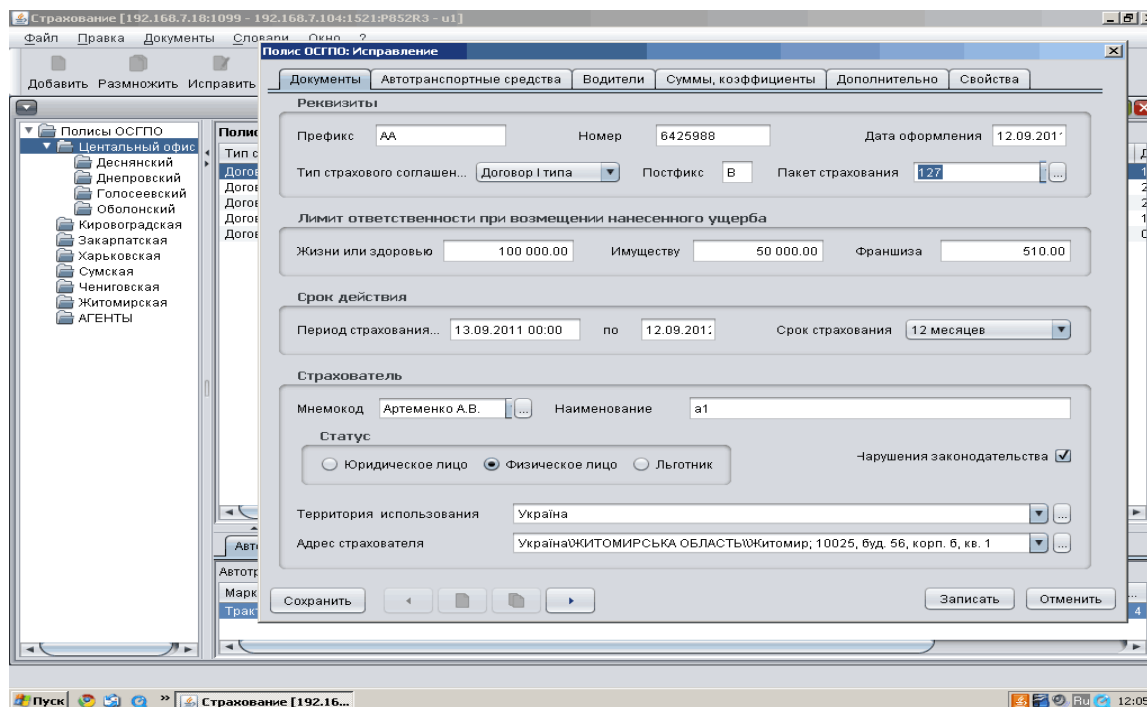 Страхование [192.168.7.18:1099 - 192.168.7.104:1521:P852R3 - u1]
Файл Правка Документы Словари Окно ?
Добавить Размножить Исправить
Полис ОСГПО: Исправление
Документы Автотранспортные средства Водители Суммы, коэффициенты Дополнительно Свойства
Реквизиты
Префикс AA Номер 6425988 Дата оформления 12.09.201
Тип страхового соглашен... Договор I типа Постфикс B Пакет страхования 127 ...
Лимит ответственности при возмещении нанесенного ущерба
Жизни или здоровью 100 000.00 Имуществу 50 000.00 Франшиза 510.00
Срок действия
Период страхования... 13.09.2011 00:00 по 12.09.201 Срок страхования 12 месяцев
Страхователь
Мнемокод Артеменко А.В. ... Наименование a1
Статус
Юридическое лицо Физическое лицо Льготник
Нарушения законодательства
Территория использования Україна ...
Адрес страхователя Україна\ЖИТОМИРСЬКА ОБЛАСТЬ\\Житомир; 10025, буд. 56, корп. 6, кв. 1 ...
Сохранить Записать Отменить
Полисы ОСГПО
Центальный офис
Деснянский
Днепровский
Голосеевский
Оболонский
Кировоградская
Закарпатская
Харьковская
Сумская
Чениговская
Житомирская
АГЕНТЫ
Полис
Тип с
Догов
Догов
Догов
Догов
Догов
Авт
Автотр
Марк
Тракт
4
Пуск » Страхование [192.16... Ru 12:05